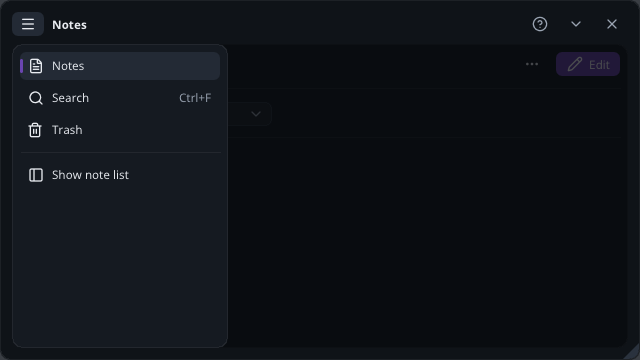 Notes
Edit
Notes
Search Ctrl+F
Trash
Show note list